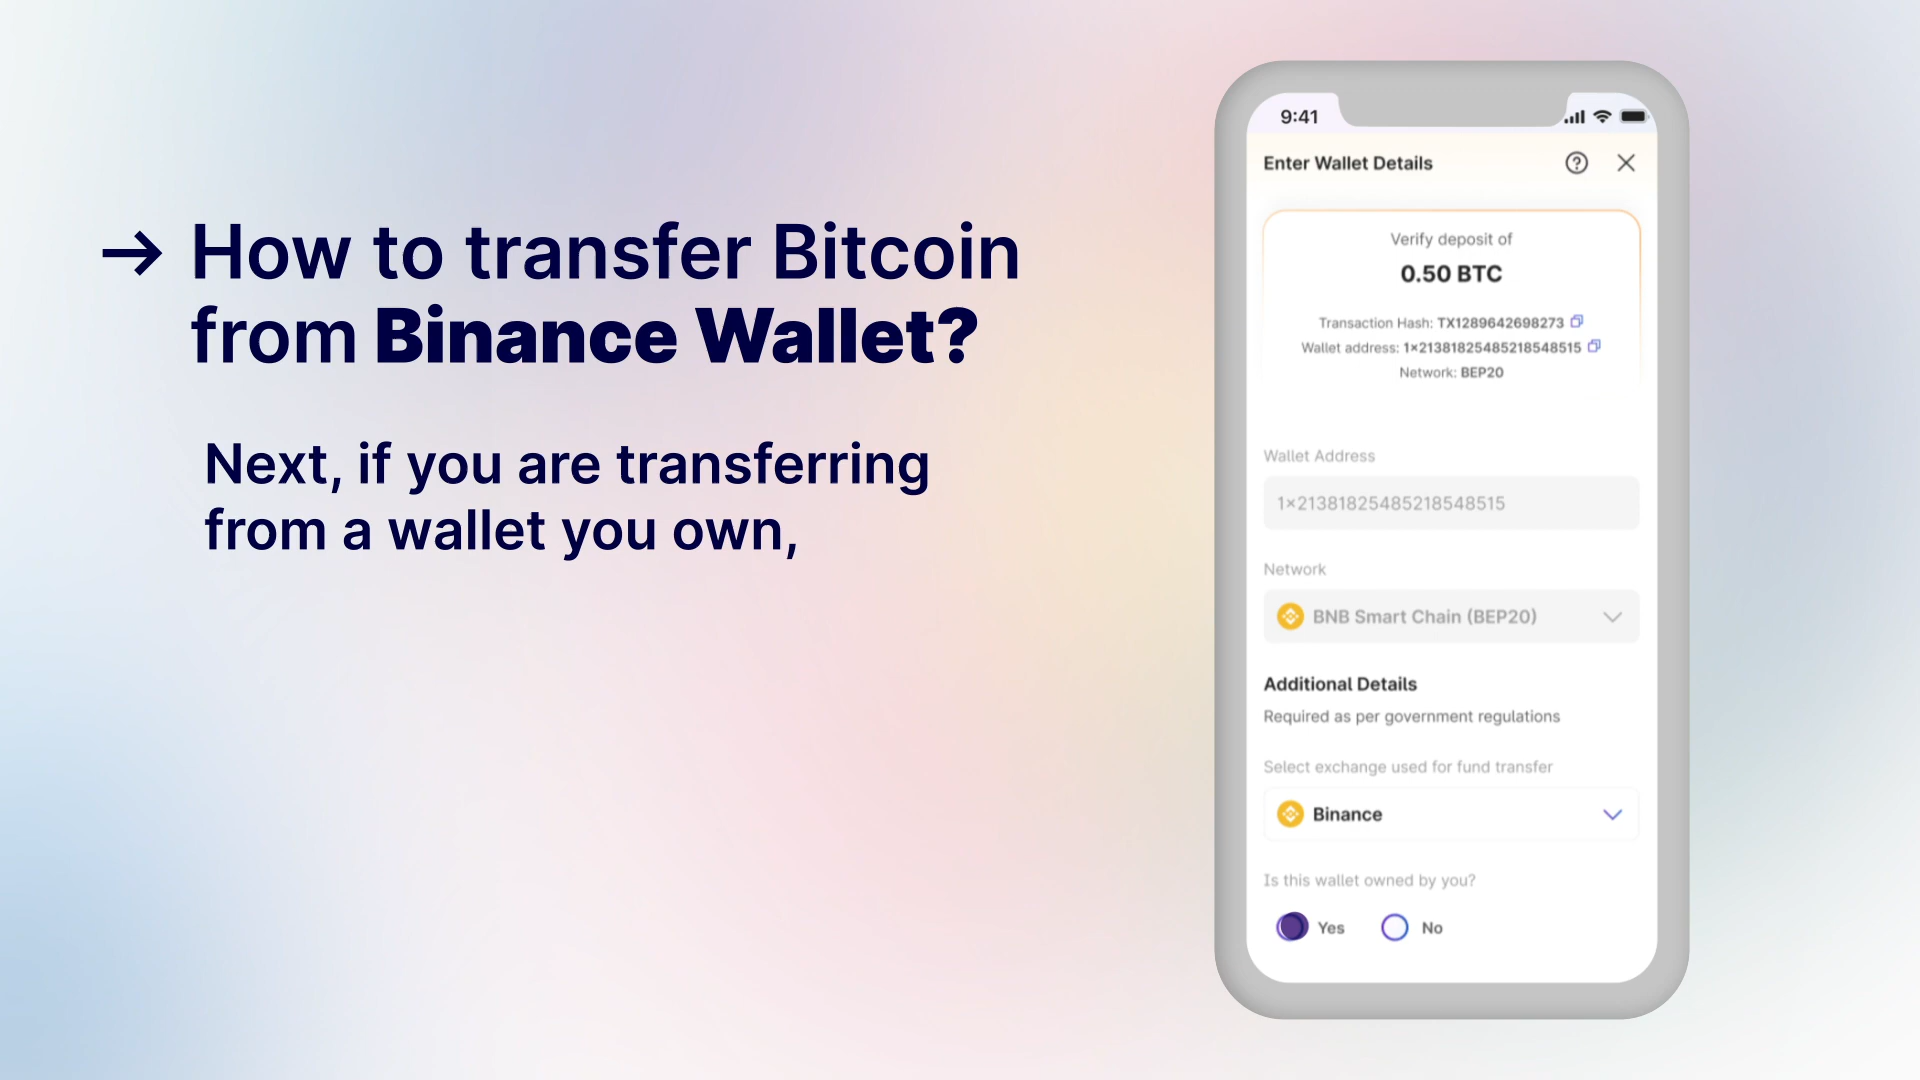 → How to transfer Bitcoin
from Binance Wallet?
Next, if you are transferring
from a wallet you own,
9:41
Enter Wallet Details
Verify deposit of
0.50 BTC
Transaction Hash: TX1289642698273
Wallet address: 1×21381825485218548515
Network: BEP20
Wallet Address
1×21381825485218548515
Network
BNB Smart Chain (BEP20)
Additional Details
Required as per government regulations
Select exchange used for fund transfer
Binance
Is this wallet owned by you?
Yes No